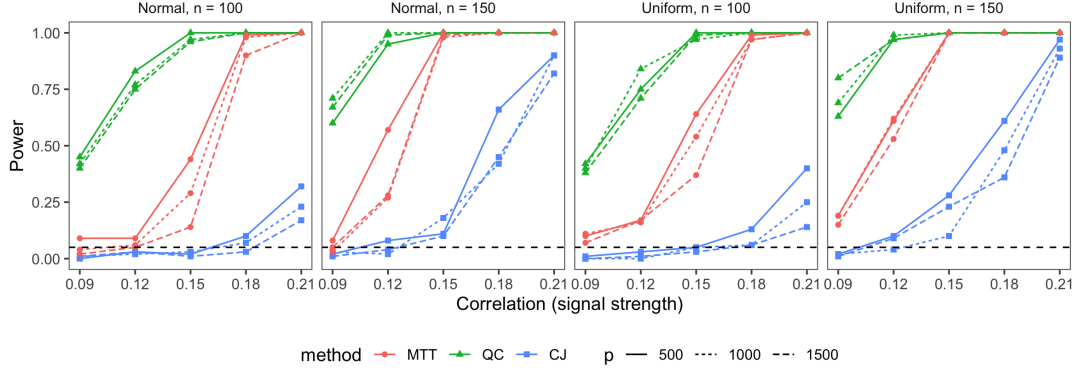 Normal, n = 100
Normal, n = 150
Uniform, n = 100
Uniform, n = 150
Power
1.00
0.75
0.50
0.25
0.00
0.09 0.12 0.15 0.18 0.21
0.09 0.12 0.15 0.18 0.21
0.09 0.12 0.15 0.18 0.21
0.09 0.12 0.15 0.18 0.21
Correlation (signal strength)
method MTT QC CJ p 500 1000 1500